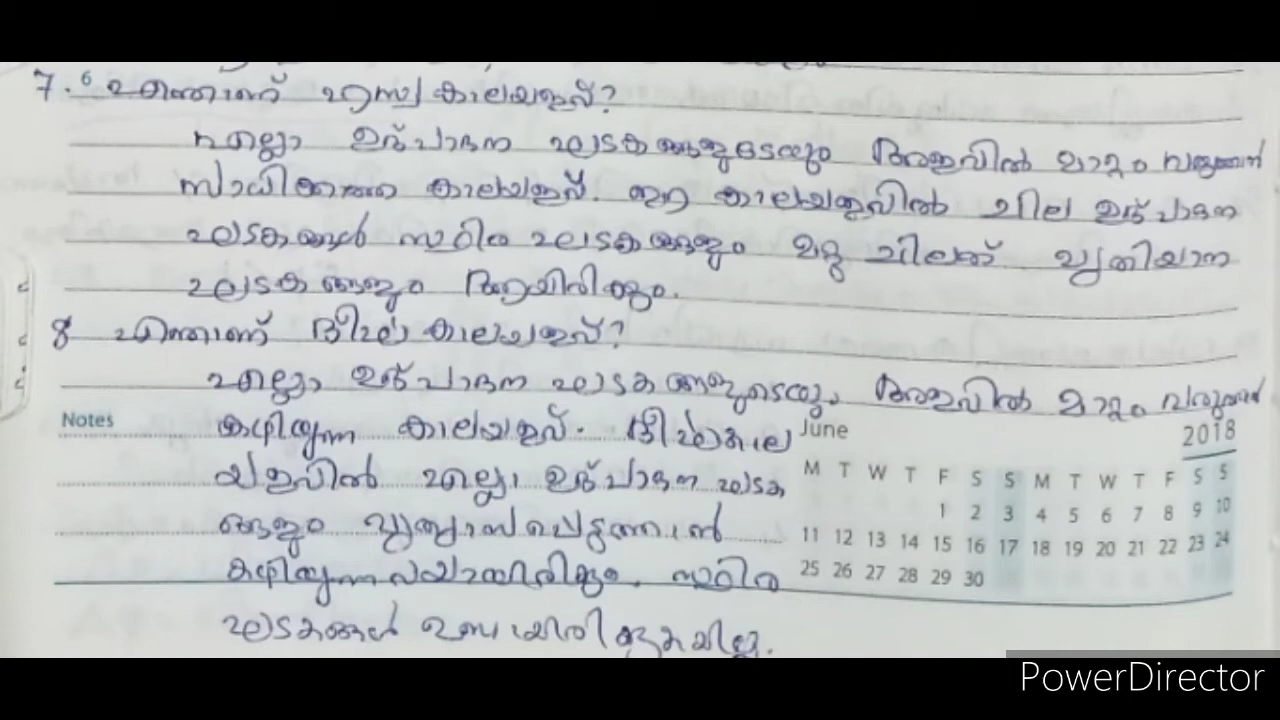 7. 6 എന്താണ് ഹ്രസ്വകാലയളവ്?
എല്ലാ ഉത്പാദന ഘടകങ്ങളുടെയും അളവിൽ മാറ്റം വരുത്താൻ
സാധിക്കാത്ത കാലയളവ്. ഈ കാലയളവിൽ ചില ഉത്പാദന
ഘടകങ്ങൾ സ്ഥിര ഘടകങ്ങളും മറ്റു ചിലത് വ്യതിയാന
ഘടകങ്ങളും ആയിരിക്കും.
8 എന്താണ് ദീർഘകാലയളവ്?
എല്ലാ ഉത്പാദന ഘടകങ്ങളുടെയും അളവിൽ മാറ്റം വരുത്താൻ
Notes കഴിയുന്ന കാലയളവ്. ദീർഘകാല June 2018
യളവിൽ എല്ലാ ഉത്പാദന ഘടക M T W T F S S M T W T F S S
ങ്ങളും വ്യത്യാസപ്പെടുത്താൻ 1 2 3 4 5 6 7 8 9 10
11 12 13 14 15 16 17 18 19 20 21 22 23 24
കഴിയുന്നവയായിരിക്കും. സ്ഥിര 25 26 27 28 29 30
ഘടകങ്ങൾ ഉണ്ടായിരിക്കുകയില്ല.
PowerDirector